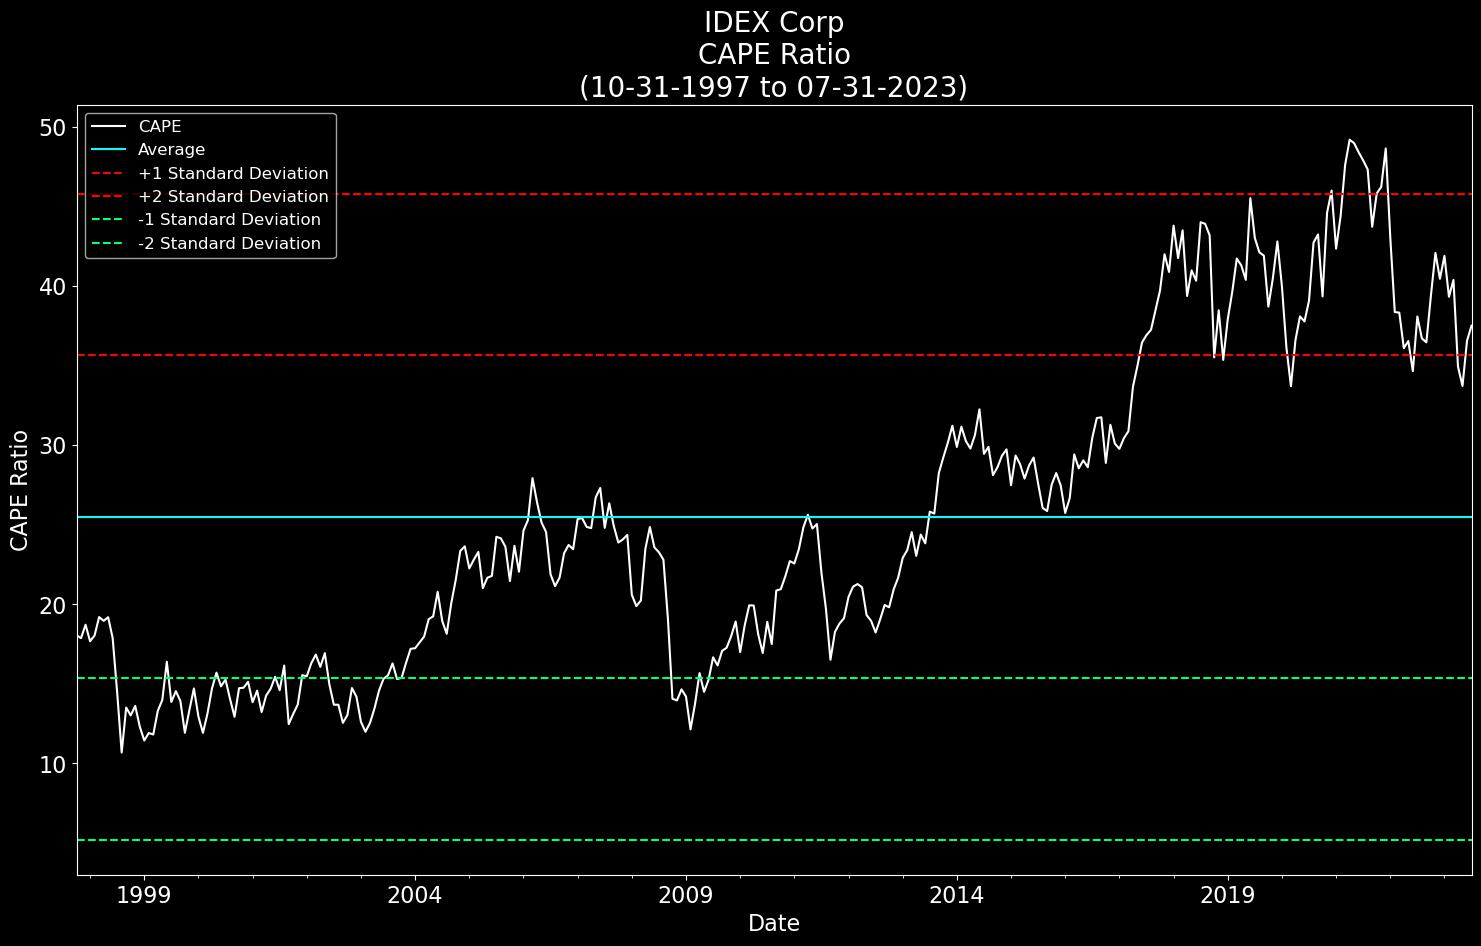 IDEX Corp
CAPE Ratio
(10-31-1997 to 07-31-2023)
CAPE
Average
+1 Standard Deviation
+2 Standard Deviation
-1 Standard Deviation
-2 Standard Deviation
50
40
30
20
10
CAPE Ratio
1999 2004 2009 2014 2019
Date